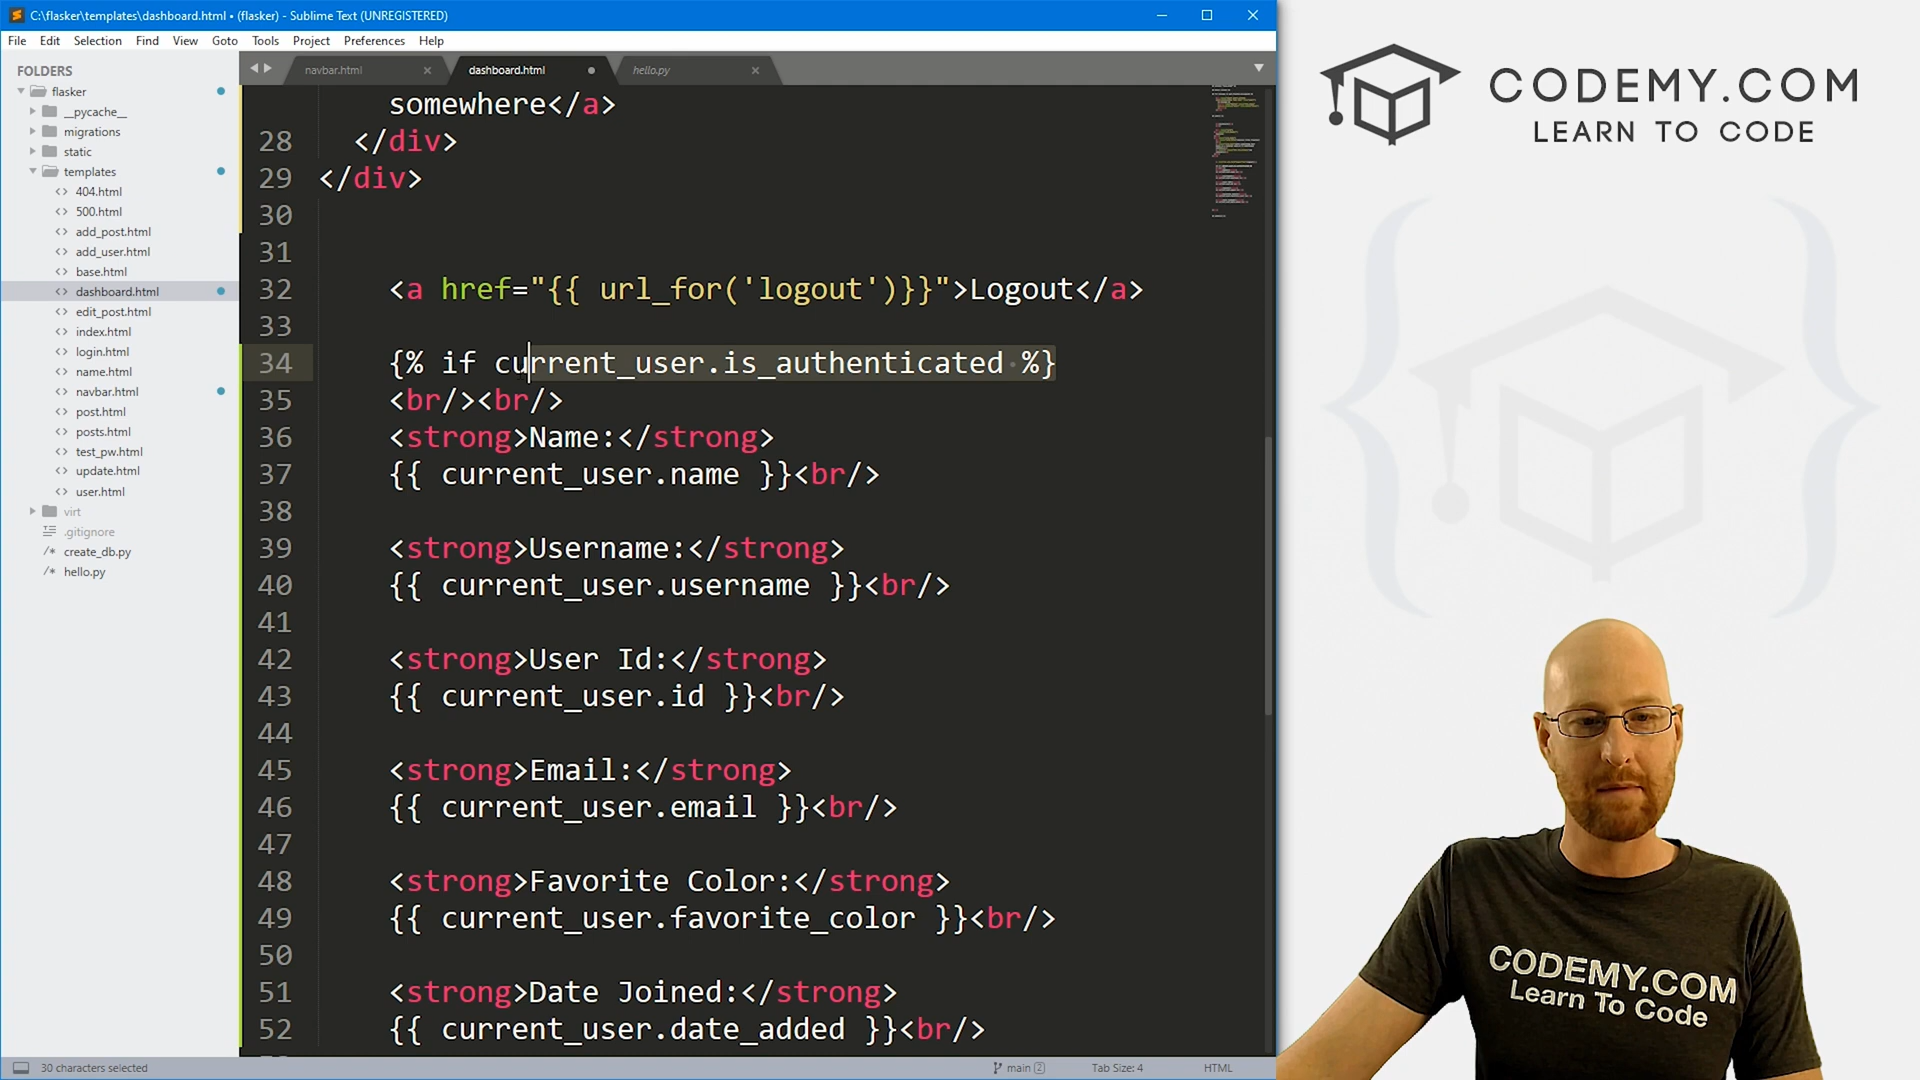 C:\flasker\templates\dashboard.html • (flasker) - Sublime Text (UNREGISTERED)
File Edit Selection Find View Goto Tools Project Preferences Help
FOLDERS
flasker
__pycache__
migrations
static
templates
404.html
500.html
add_post.html
add_user.html
base.html
dashboard.html
edit_post.html
index.html
login.html
name.html
navbar.html
post.html
posts.html
test_pw.html
update.html
user.html
virt
.gitignore
create_db.py
hello.py
navbar.html dashboard.html hello.py
somewhere</a>
28 </div>
29 </div>
30
31
32 <a href="{{ url_for('logout')}}">Logout</a>
33
34 {% if current_user.is_authenticated %}
35 <br/><br/>
36 <strong>Name:</strong>
37 {{ current_user.name }}<br/>
38
39 <strong>Username:</strong>
40 {{ current_user.username }}<br/>
41
42 <strong>User Id:</strong>
43 {{ current_user.id }}<br/>
44
45 <strong>Email:</strong>
46 {{ current_user.email }}<br/>
47
48 <strong>Favorite Color:</strong>
49 {{ current_user.favorite_color }}<br/>
50
51 <strong>Date Joined:</strong>
52 {{ current_user.date_added }}<br/>
30 characters selected
main 2
Tab Size: 4
HTML
CODEMY.COM
LEARN TO CODE
CODEMY.COM
Learn To Code